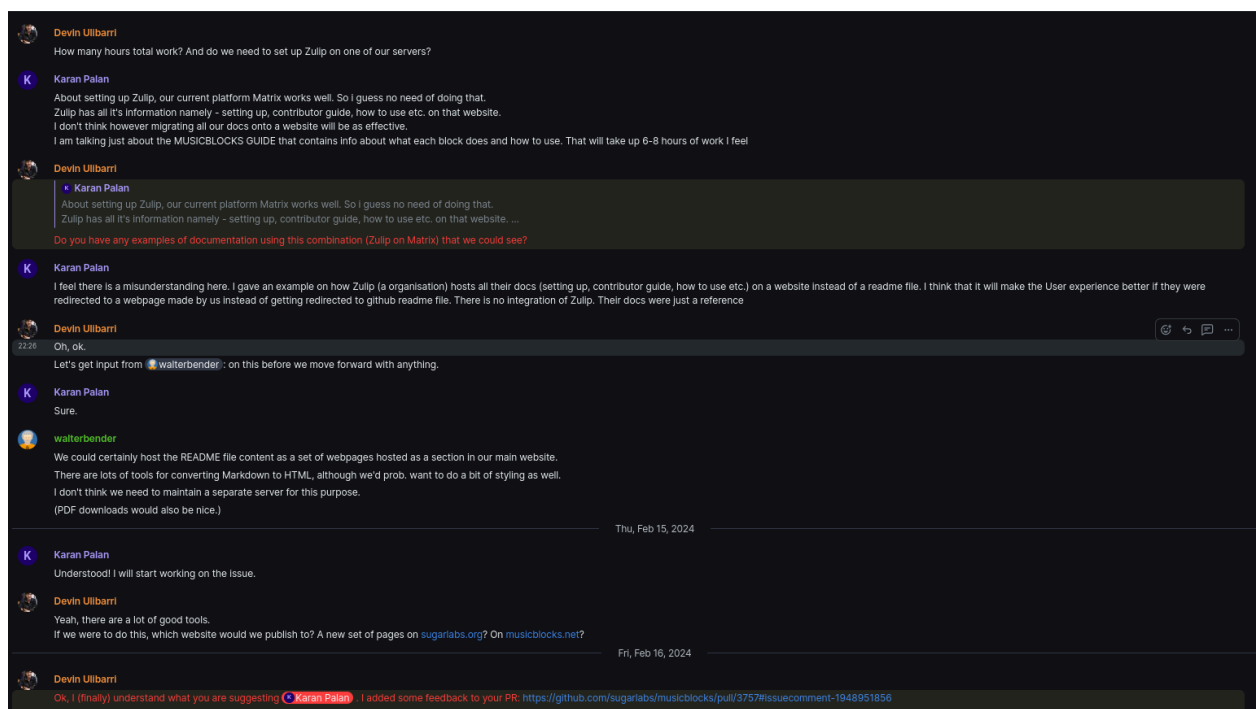 Devin Ulibarri
How many hours total work? And do we need to set up Zulip on one of our servers?
K
Karan Palan
About setting up Zulip, our current platform Matrix works well. So i guess no need of doing that.
Zulip has all it's information namely - setting up, contributor guide, how to use etc. on that website.
I don't think however migrating all our docs onto a website will be as effective.
I am talking just about the MUSICBLOCKS GUIDE that contains info about what each block does and how to use. That will take up 6-8 hours of work I feel
Devin Ulibarri
K Karan Palan
About setting up Zulip, our current platform Matrix works well. So i guess no need of doing that.
Zulip has all it's information namely - setting up, contributor guide, how to use etc. on that website. ...
Do you have any examples of documentation using this combination (Zulip on Matrix) that we could see?
K
Karan Palan
I feel there is a misunderstanding here. I gave an example on how Zulip (a organisation) hosts all their docs (setting up, contributor guide, how to use etc.) on a website instead of a readme file. I think that it will make the User experience better if they were
redirected to a webpage made by us instead of getting redirected to github readme file. There is no integration of Zulip. Their docs were just a reference
Devin Ulibarri
22:26 Oh, ok.
Let's get input from walterbender : on this before we move forward with anything.
K
Karan Palan
Sure.
walterbender
We could certainly host the README file content as a set of webpages hosted as a section in our main website.
There are lots of tools for converting Markdown to HTML, although we'd prob. want to do a bit of styling as well.
I don't think we need to maintain a separate server for this purpose.
(PDF downloads would also be nice.)
Thu, Feb 15, 2024
K
Karan Palan
Understood! I will start working on the issue.
Devin Ulibarri
Yeah, there are a lot of good tools.
If we were to do this, which website would we publish to? A new set of pages on sugarlabs.org? On musicblocks.net?
Fri, Feb 16, 2024
Devin Ulibarri
Ok, I (finally) understand what you are suggesting K Karan Palan . I added some feedback to your PR: https://github.com/sugarlabs/musicblocks/pull/3757#issuecomment-1948951856